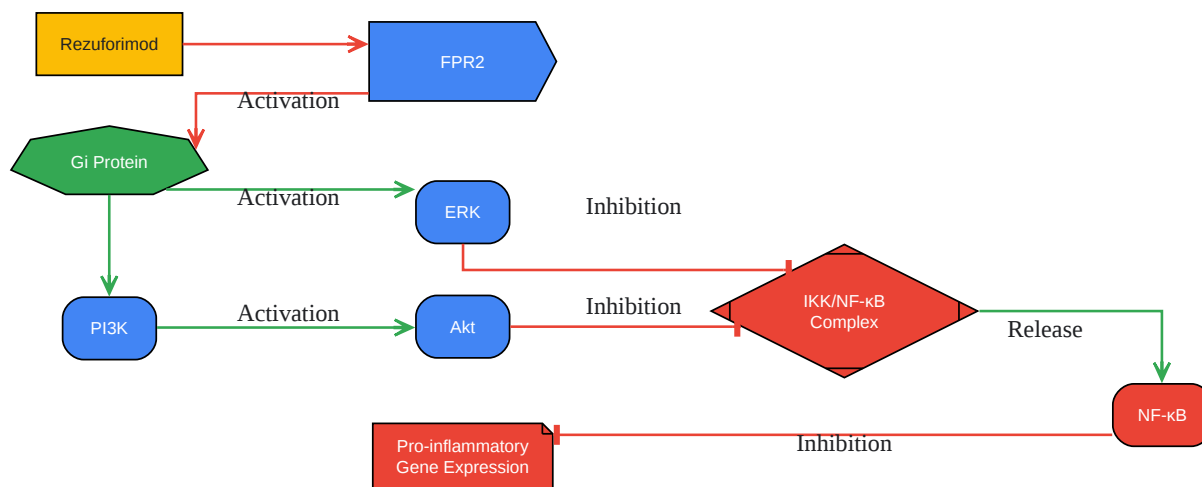 Rezuforimod
FPR2
Activation
Gi Protein
Activation
ERK
Inhibition
PI3K
Activation
Akt
Inhibition
IKK/NF-κB
Complex
Release
NF-κB
Inhibition
Pro-inflammatory
Gene Expression